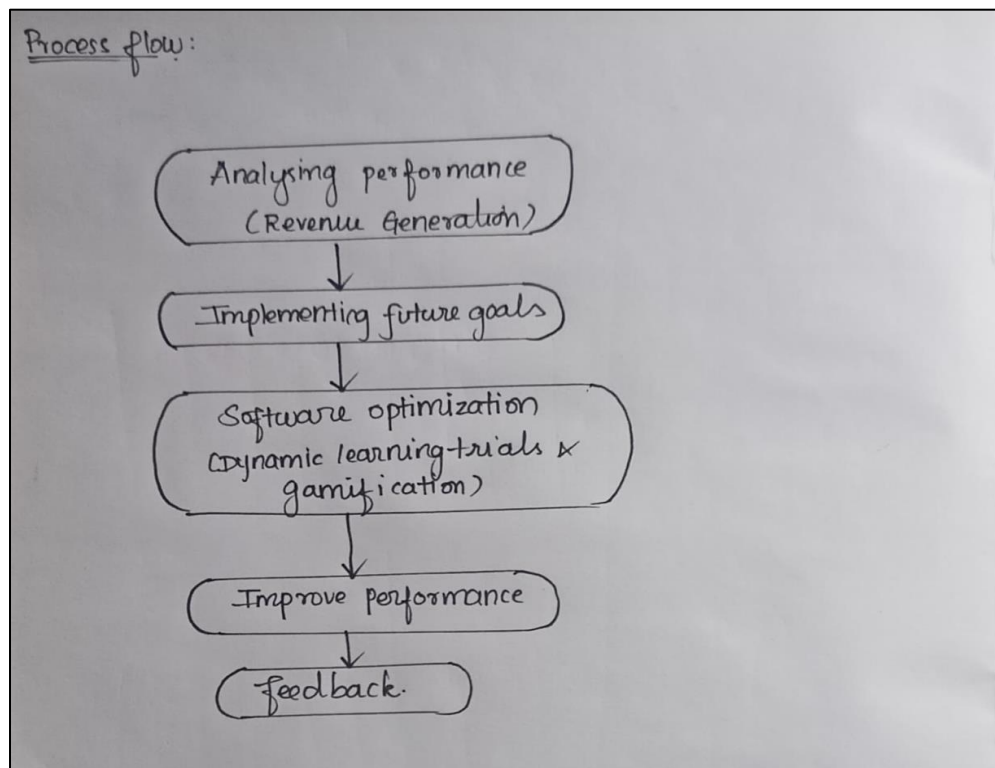 Process flow:
Analysing performance
(Revenue Generation)
Implementing future goals
Software optimization
(Dynamic learning-trials &
gamification)
Improve performance
feedback.